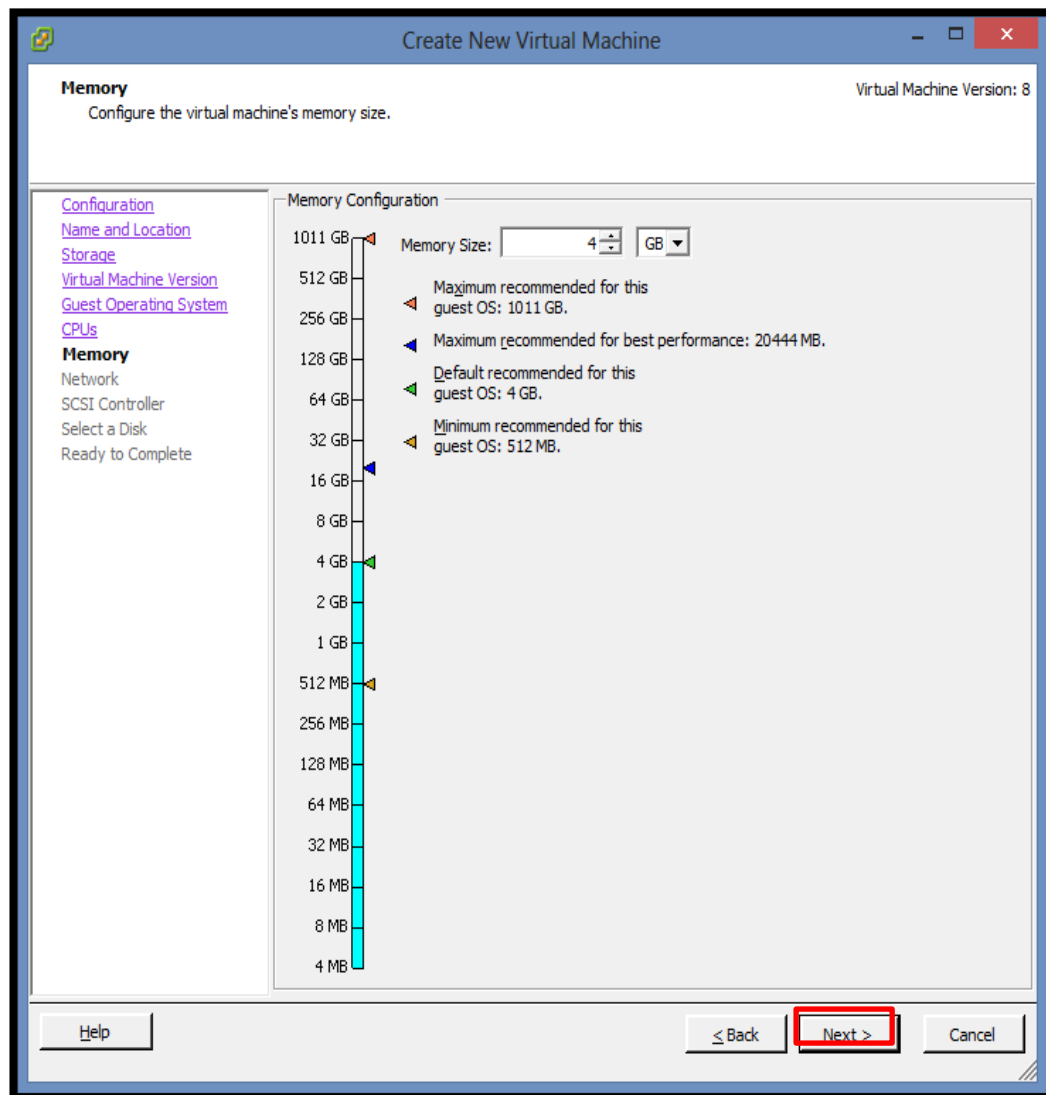 Create New Virtual Machine
Memory
Virtual Machine Version: 8
Configure the virtual machine's memory size.
Configuration
Name and Location
Storage
Virtual Machine Version
Guest Operating System
CPUs
Memory
Network
SCSI Controller
Select a Disk
Ready to Complete
Memory Configuration
Memory Size: 4 GB
Maximum recommended for this
guest OS: 1011 GB.
Maximum recommended for best performance: 20444 MB.
Default recommended for this
guest OS: 4 GB.
Minimum recommended for this
guest OS: 512 MB.
1011 GB
512 GB
256 GB
128 GB
64 GB
32 GB
16 GB
8 GB
4 GB
2 GB
1 GB
512 MB
256 MB
128 MB
64 MB
32 MB
16 MB
8 MB
4 MB
Help
< Back
Next >
Cancel